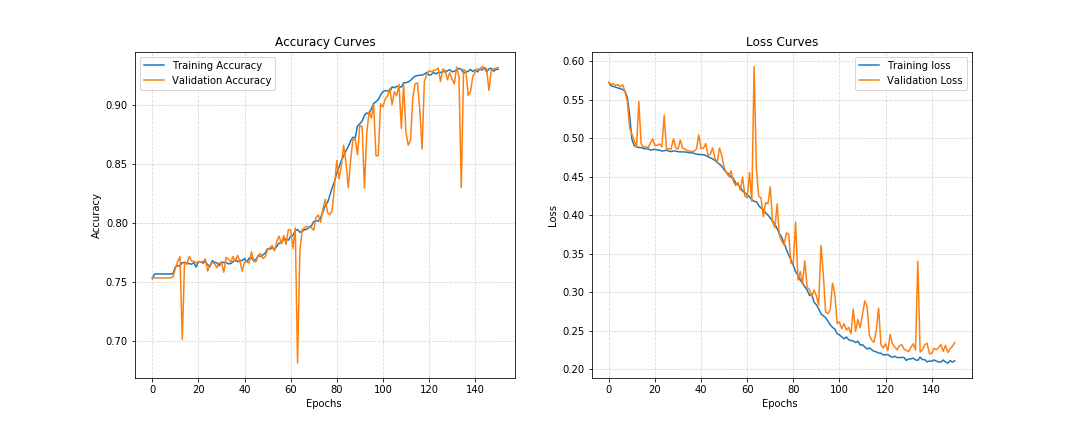 Accuracy Curves
Training Accuracy
Validation Accuracy
0.90
0.85
0.80
0.75
0.70
Accuracy
0 20 40 60 80 100 120 140
Epochs
Loss Curves
Training loss
Validation Loss
0.60
0.55
0.50
0.45
0.40
0.35
0.30
0.25
0.20
Loss
0 20 40 60 80 100 120 140
Epochs